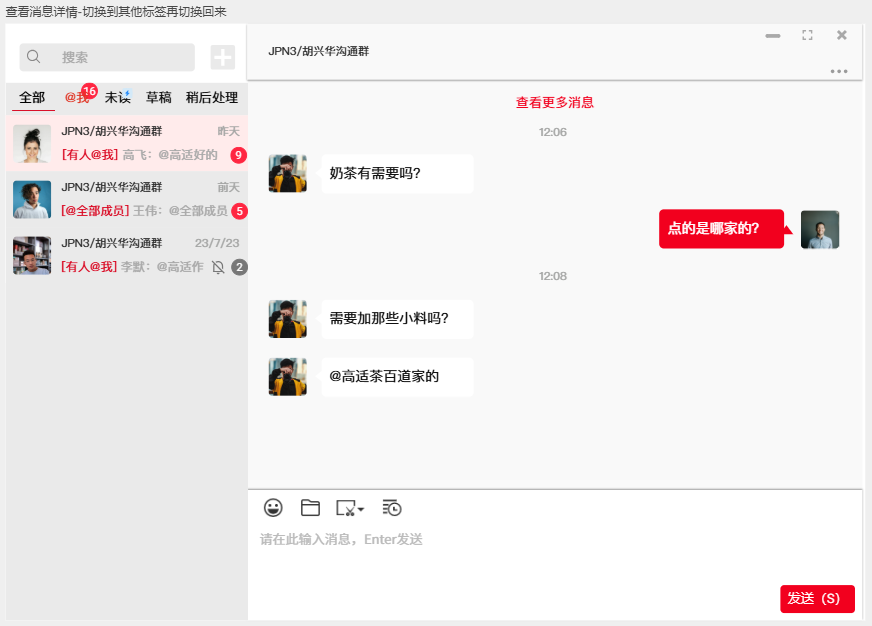 查看消息详情-切换到其他标签再切换回来
搜索
JPN3/胡兴华沟通群
全部 @我 16 未读 草稿 稍后处理
JPN3/胡兴华沟通群 昨天
[有人@我] 高飞：@高适好的 9
JPN3/胡兴华沟通群 前天
[@全部成员] 王伟：@全部成员 5
JPN3/胡兴华沟通群 23/7/23
[有人@我] 李默：@高适作 2
查看更多消息
12:06
奶茶有需要吗?
点的是哪家的?
12:08
需要加那些小料吗?
@高适茶百道家的
请在此输入消息，Enter发送
发送（S）